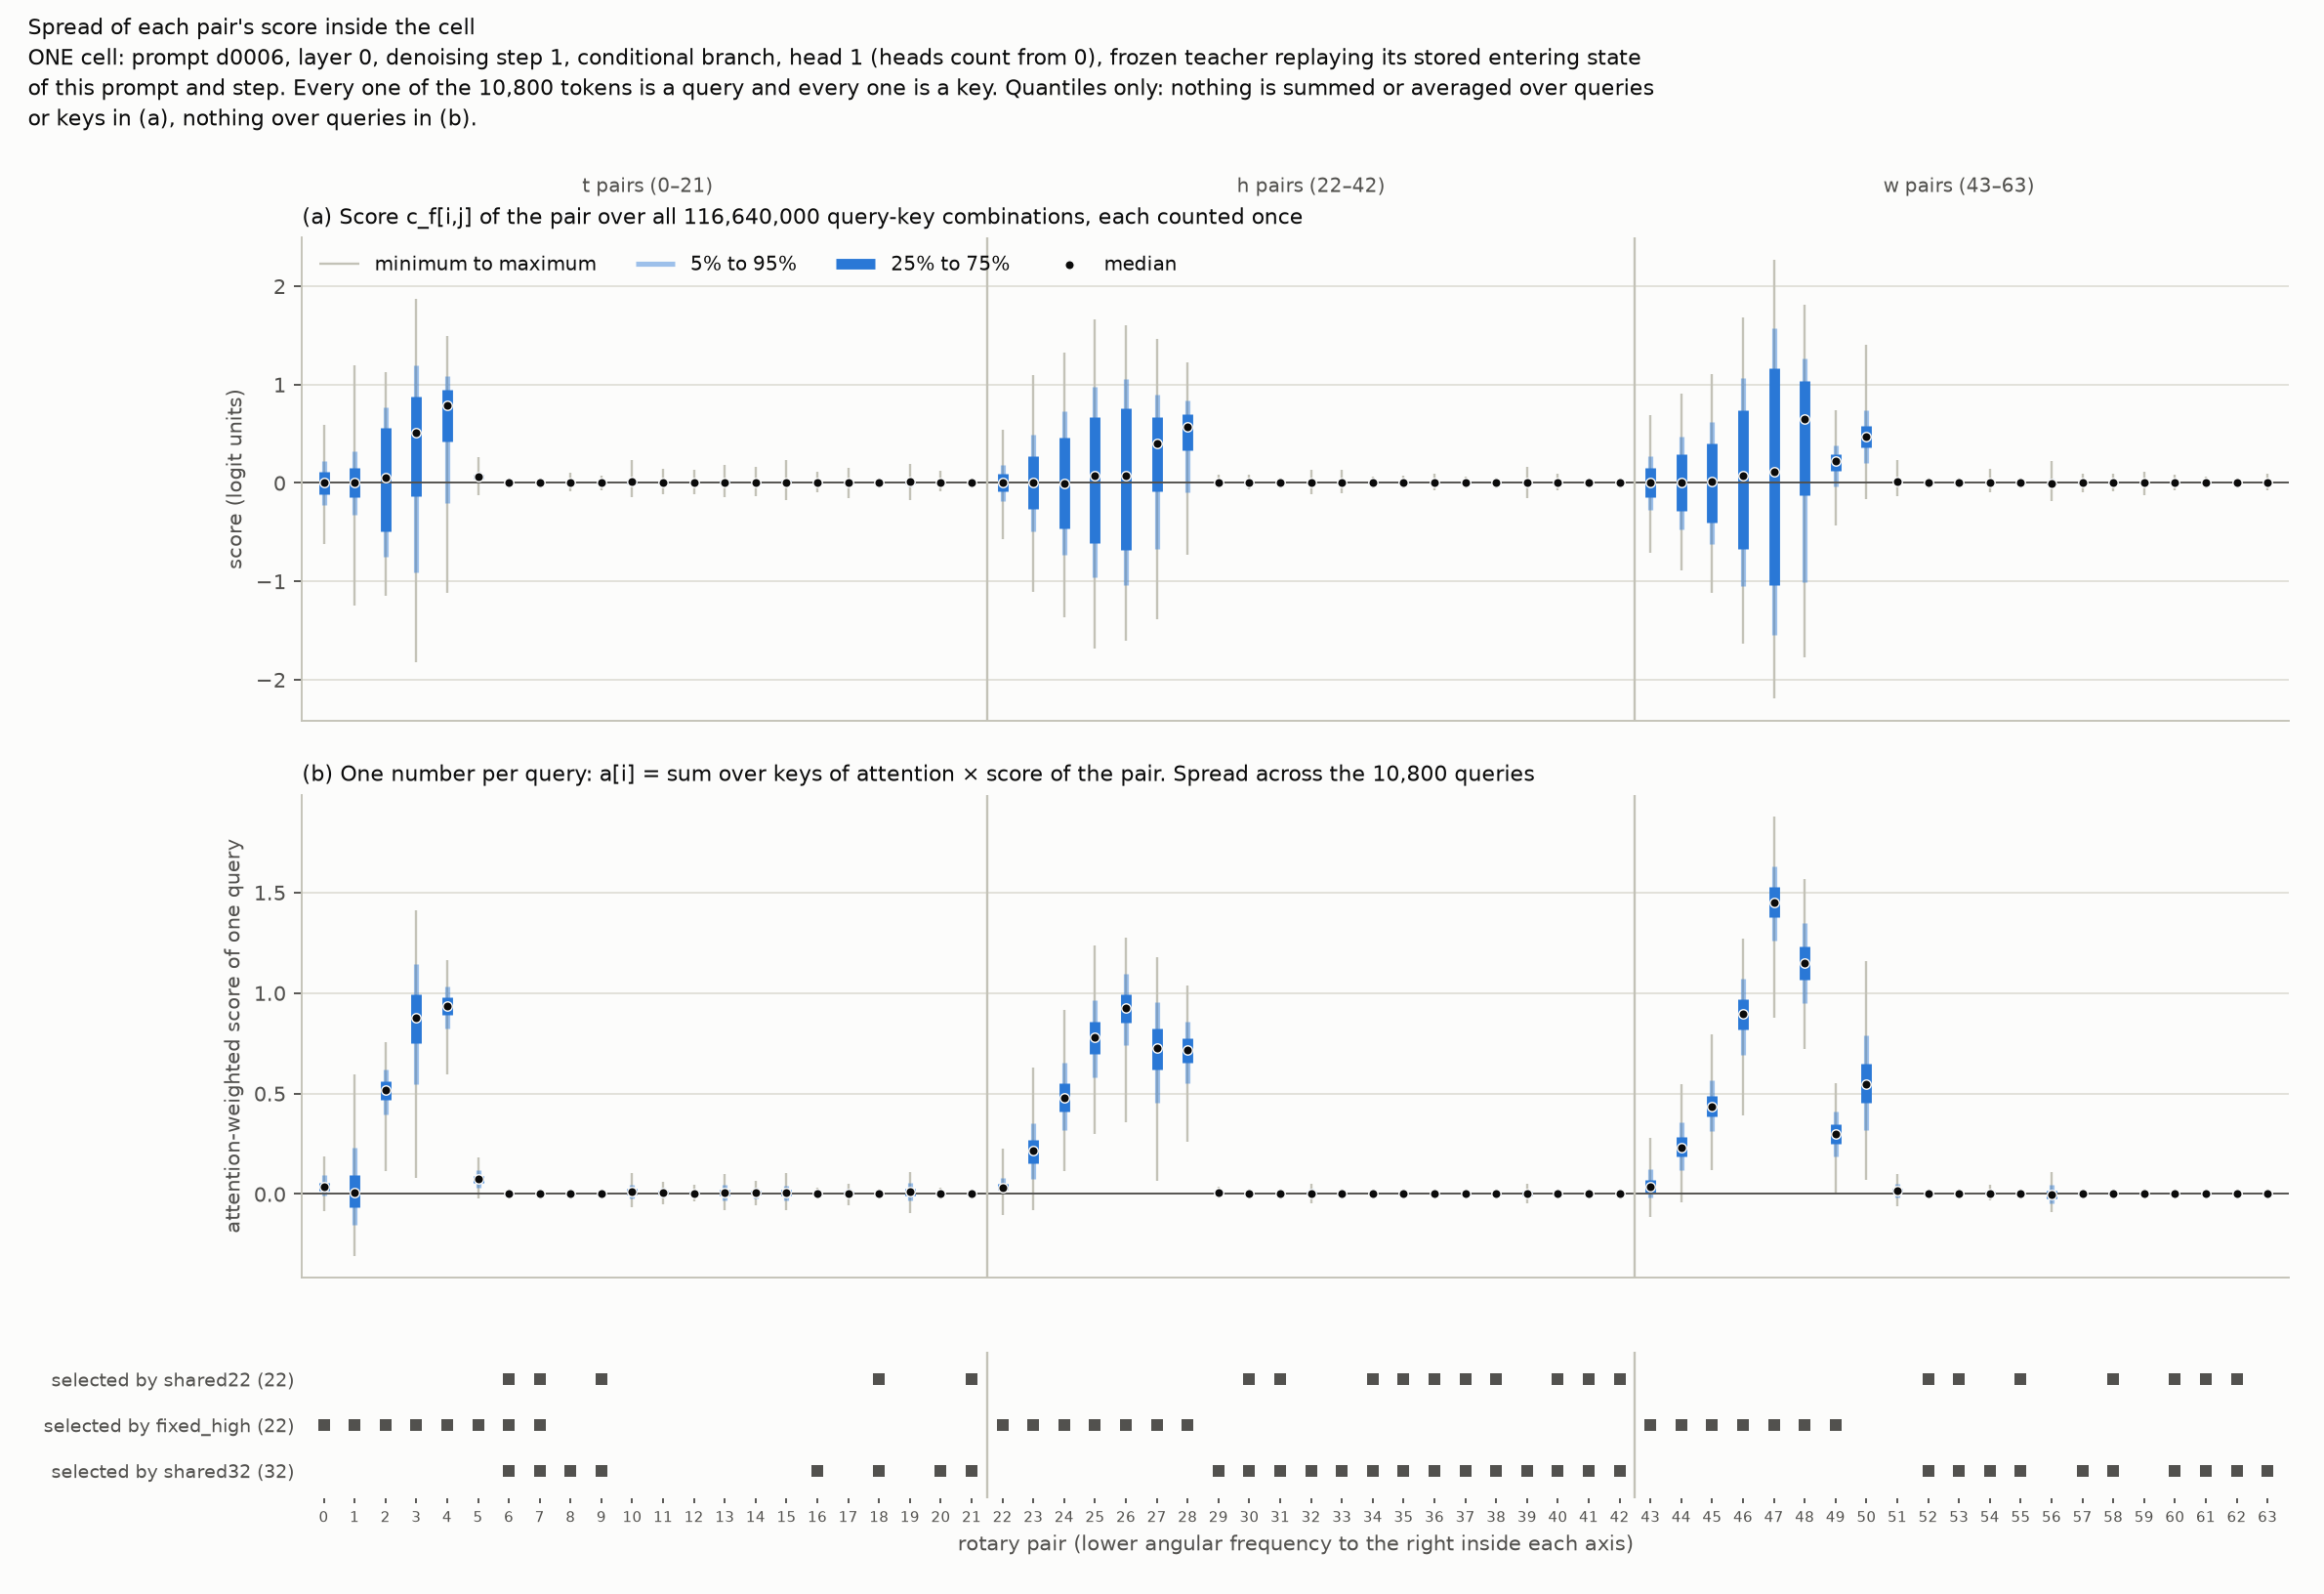 Spread of each pair's score inside the cell
ONE cell: prompt d0006, layer 0, denoising step 1, conditional branch, head 1 (heads count from 0), frozen teacher replaying its stored entering state
of this prompt and step. Every one of the 10,800 tokens is a query and every one is a key. Quantiles only: nothing is summed or averaged over queries
or keys in (a), nothing over queries in (b).
t pairs (0–21) h pairs (22–42) w pairs (43–63)
(a) Score c_f[i,j] of the pair over all 116,640,000 query-key combinations, each counted once
minimum to maximum 5% to 95% 25% to 75% median
score (logit units)
2
1
0
−1
−2
(b) One number per query: a[i] = sum over keys of attention × score of the pair. Spread across the 10,800 queries
attention-weighted score of one query
1.5
1.0
0.5
0.0
selected by shared22 (22)
selected by fixed_high (22)
selected by shared32 (32)
0 1 2 3 4 5 6 7 8 9 10 11 12 13 14 15 16 17 18 19 20 21 22 23 24 25 26 27 28 29 30 31 32 33 34 35 36 37 38 39 40 41 42 43 44 45 46 47 48 49 50 51 52 53 54 55 56 57 58 59 60 61 62 63
rotary pair (lower angular frequency to the right inside each axis)